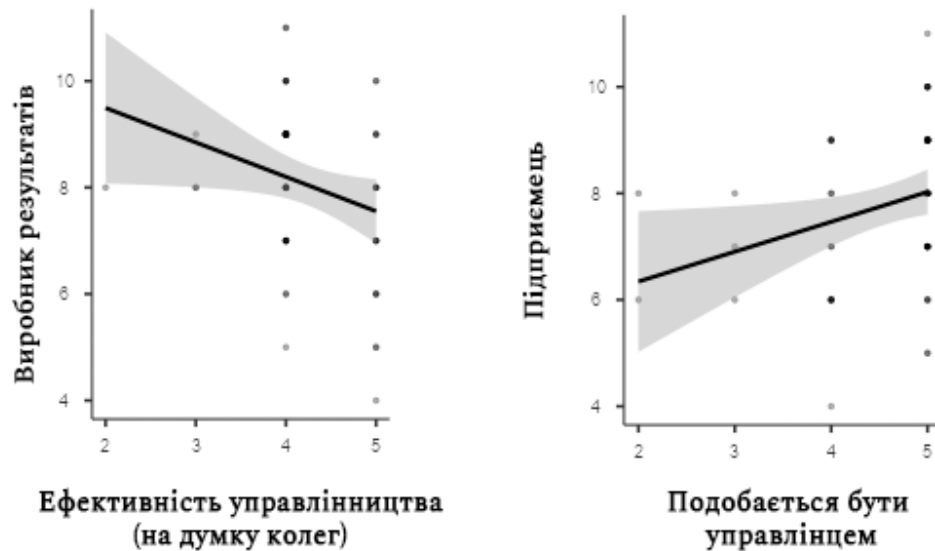 Виробник результатів
10
8
6
4
2 3 4 5
Ефективність управлінництва
(на думку колег)
Підприємець
10
8
6
4
2 3 4 5
Подобається бути
управлінцем